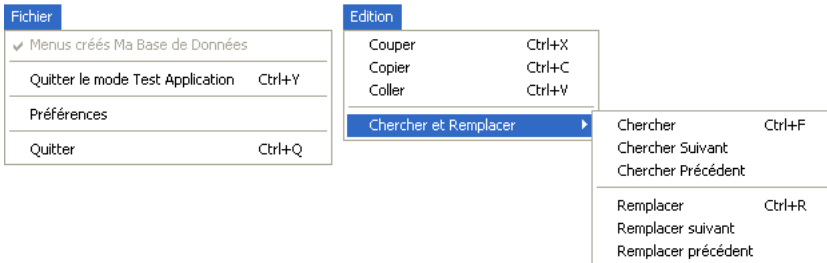 Fichier
Menus créés Ma Base de Données
Quitter le mode Test Application Ctrl+Y
Préférences
Quitter Ctrl+Q
Edition
Couper Ctrl+X
Copier Ctrl+C
Coller Ctrl+V
Chercher et Remplacer
Chercher Ctrl+F
Chercher Suivant
Chercher Précédent
Remplacer Ctrl+R
Remplacer suivant
Remplacer précédent